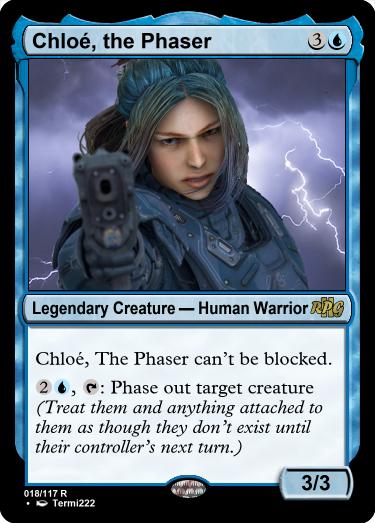 Chloé, the Phaser 3
Legendary Creature — Human Warrior RPG
Chloé, The Phaser can't be blocked.
2 , : Phase out target creature
(Treat them and anything attached to
them as though they don't exist until
their controller's next turn.)
3/3
018/117 R
• Termi222